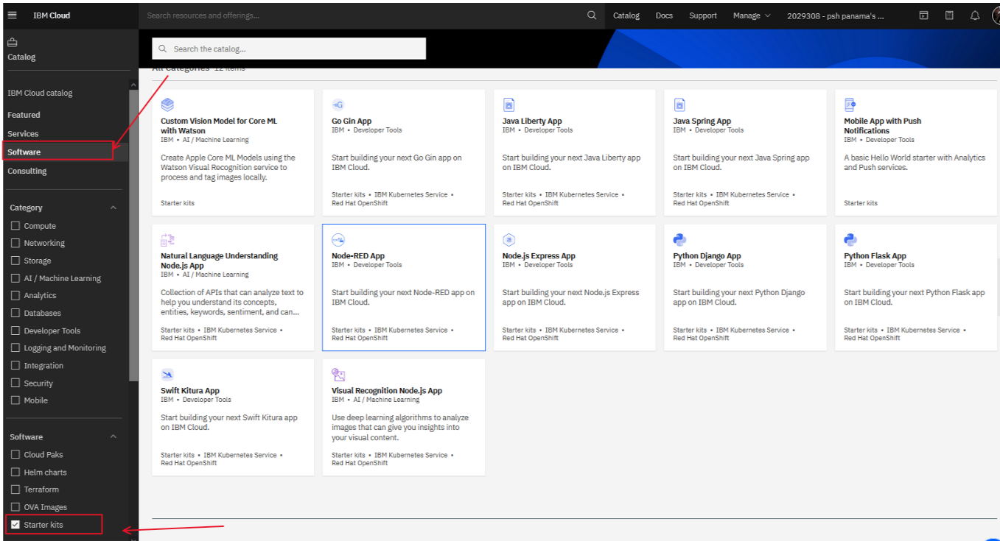 IBM Cloud
Search resources and offerings...
Catalog
Docs
Support
Manage
2029308 - psh panama's ...
Catalog
IBM Cloud catalog
Featured
Services
Software
Consulting
Category
Compute
Networking
Storage
AI / Machine Learning
Analytics
Databases
Developer Tools
Logging and Monitoring
Integration
Security
Mobile
Software
Cloud Paks
Helm charts
Terraform
OVA Images
Starter kits
Search the catalog...
All Categories 12 items
Custom Vision Model for Core ML
with Watson
IBM • AI / Machine Learning
Create Apple Core ML Models using the
Watson Visual Recognition service to
process and tag images locally.
Starter kits
Go Gin App
IBM • Developer Tools
Start building your next Go Gin app on
IBM Cloud.
Starter kits • IBM Kubernetes Service •
Red Hat OpenShift
Java Liberty App
IBM • Developer Tools
Start building your next Java Liberty app
on IBM Cloud.
Starter kits • IBM Kubernetes Service •
Red Hat OpenShift
Java Spring App
IBM • Developer Tools
Start building your next Java Spring app
on IBM Cloud.
Starter kits • IBM Kubernetes Service •
Red Hat OpenShift
Mobile App with Push
Notifications
IBM • Developer Tools
A basic Hello World starter with Analytics
and Push services.
Starter kits
Natural Language Understanding
Node.js App
IBM • AI / Machine Learning
Collection of APIs that can analyze text to
help you understand its concepts,
entities, keywords, sentiment, and can...
Starter kits • IBM Kubernetes Service •
Red Hat OpenShift
Node-RED App
IBM • Developer Tools
Start building your next Node-RED app on
IBM Cloud.
Starter kits • IBM Kubernetes Service •
Red Hat OpenShift
Node.js Express App
IBM • Developer Tools
Start building your next Node.js Express
app on IBM Cloud.
Starter kits • IBM Kubernetes Service •
Red Hat OpenShift
Python Django App
IBM • Developer Tools
Start building your next Python Django
app on IBM Cloud.
Starter kits • IBM Kubernetes Service •
Red Hat OpenShift
Python Flask App
IBM • Developer Tools
Start building your next Python Flask app
on IBM Cloud.
Starter kits • IBM Kubernetes Service •
Red Hat OpenShift
Swift Kitura App
IBM • Developer Tools
Start building your next Swift Kitura app
on IBM Cloud.
Starter kits • IBM Kubernetes Service •
Red Hat OpenShift
Visual Recognition Node.js App
IBM • AI / Machine Learning
Use deep learning algorithms to analyze
images that can give you insights into
your visual content.
Starter kits • IBM Kubernetes Service •
Red Hat OpenShift